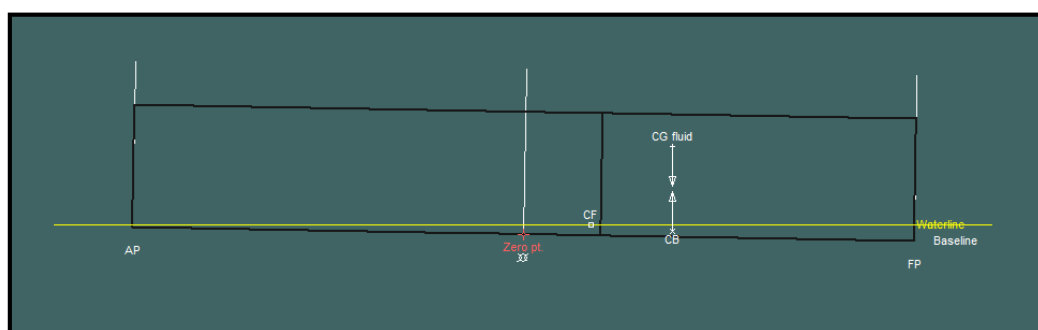 CG fluid
CF
Waterline
AP
Zero pt.
CB
Baseline
FP